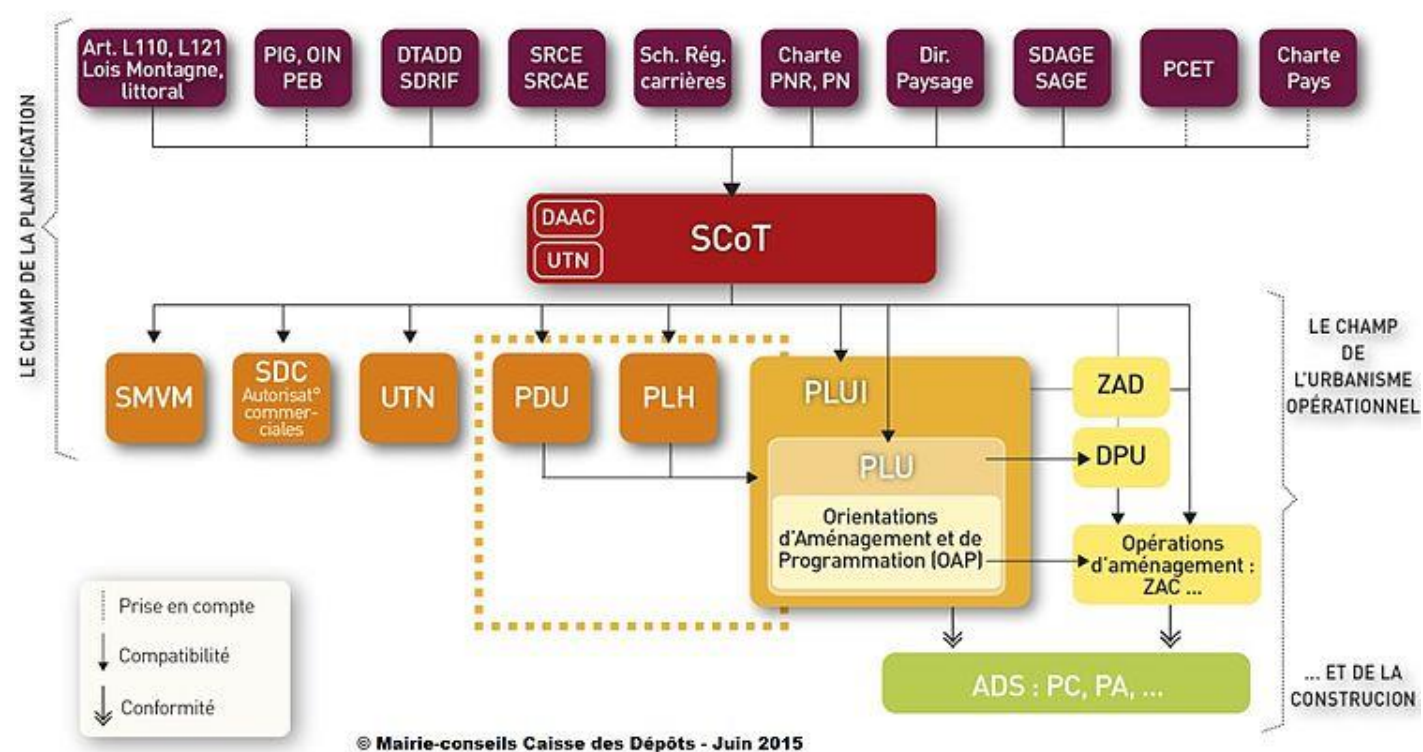 LE CHAMP DE LA PLANIFICATION
Art. L110, L121
Lois Montagne,
littoral
PIG, OIN
PEB
DTADD
SDRIF
SRCE
SRCAE
Sch. Rég.
carrières
Charte
PNR, PN
Dir.
Paysage
SDAGE
SAGE
PCET
Charte
Pays
DAAC
UTN
SCoT
SMVM
SDC
Autorisat°
commer-
ciales
UTN
PDU
PLH
PLUI
PLU
Orientations
d'Aménagement et de
Programmation (OAP)
ZAD
DPU
Opérations
d'aménagement :
ZAC ...
ADS : PC, PA, ...
LE CHAMP
DE
L'URBANISME
OPÉRATIONNEL
... ET DE LA
CONSTRUCION
Prise en compte
Compatibilité
Conformité
© Mairie-conseils Caisse des Dépôts - Juin 2015